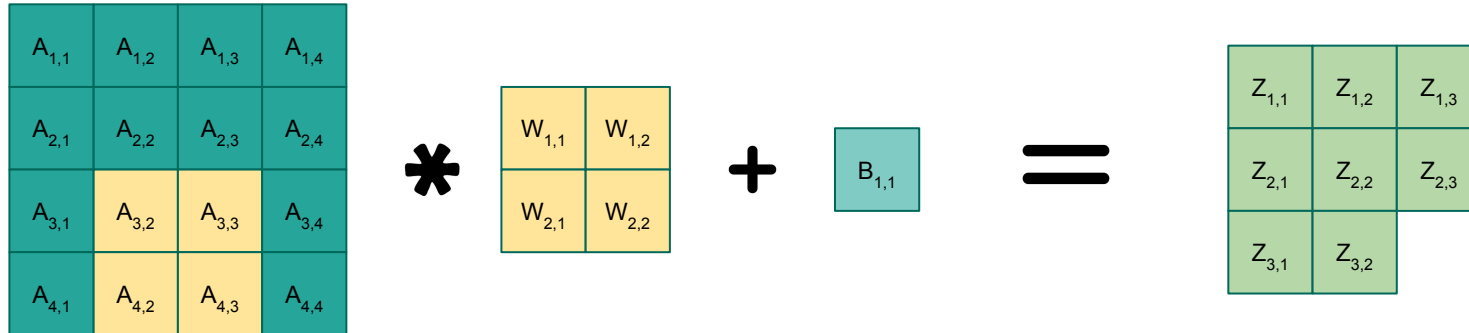 A1,1 A1,2 A1,3 A1,4
A2,1 A2,2 A2,3 A2,4
A3,1 A3,2 A3,3 A3,4
A4,1 A4,2 A4,3 A4,4
*
W1,1 W1,2
W2,1 W2,2
+
B1,1
=
Z1,1 Z1,2 Z1,3
Z2,1 Z2,2 Z2,3
Z3,1 Z3,2